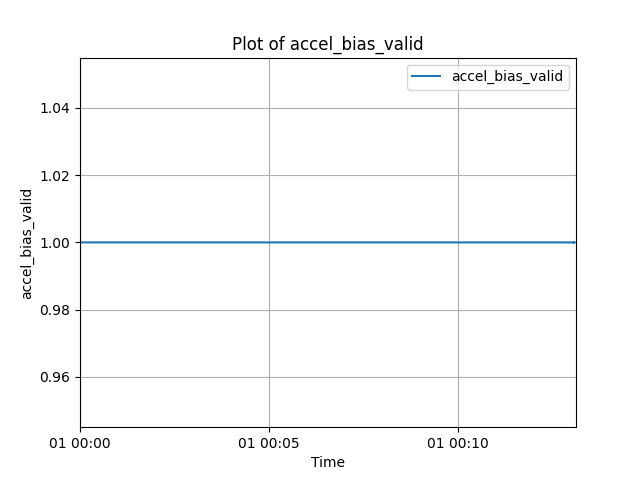 Plot of accel_bias_valid
accel_bias_valid
1.04
1.02
1.00
0.98
0.96
accel_bias_valid
01 00:00
01 00:05
01 00:10
Time